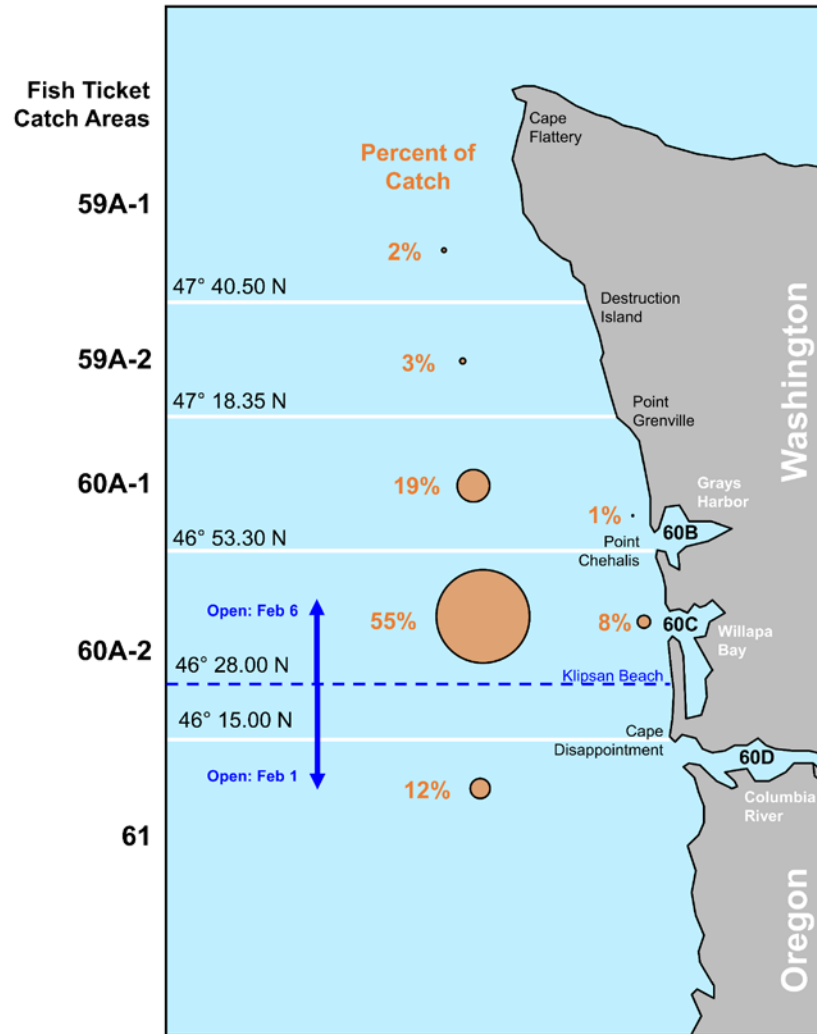 Fish Ticket
Catch Areas
Cape
Flattery
Percent of
Catch
59A-1
2%
47° 40.50 N
Destruction
Island
59A-2
3%
47° 18.35 N
Point
Grenville
Washington
60A-1
19%
Grays
Harbor
1%
60B
46° 53.30 N
Point
Chehalis
Open: Feb 6
55%
8%
60C
Willapa
Bay
60A-2
46° 28.00 N
Klipsan Beach
46° 15.00 N
Cape
Disappointment
60D
Open: Feb 1
12%
Columbia
River
61
Oregon